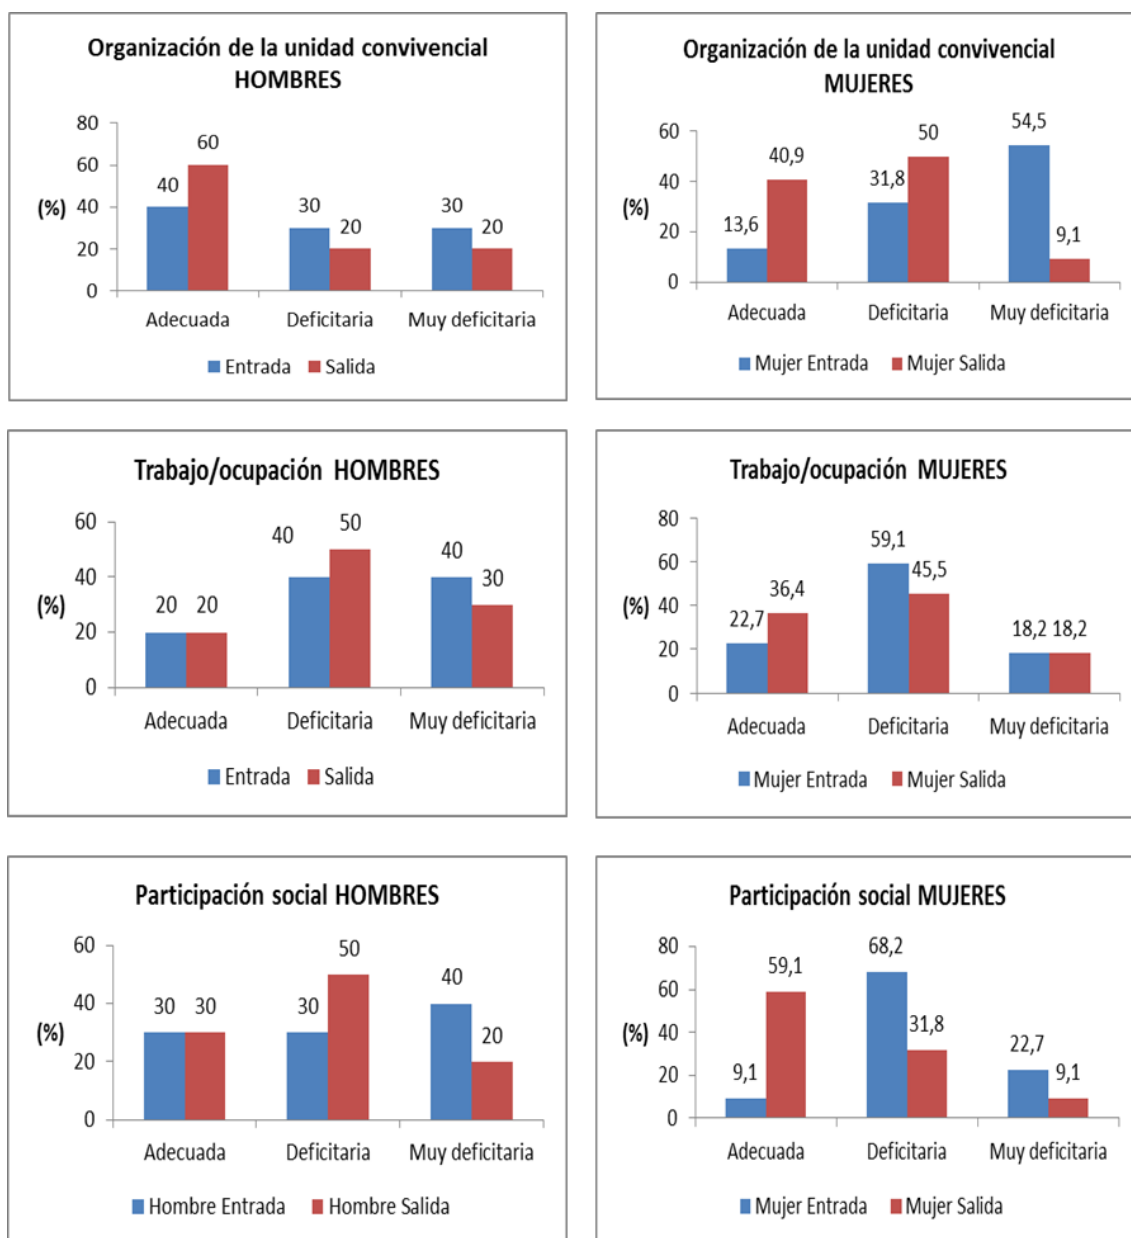 Organización de la unidad convivencial
HOMBRES
80
60
40
20
0
(%)
40
60
30
20
30
20
Adecuada
Deficitaria
Muy deficitaria
Entrada
Salida
Organización de la unidad convivencial
MUJERES
60
40
20
0
(%)
13,6
40,9
31,8
50
54,5
9,1
Adecuada
Deficitaria
Muy deficitaria
Mujer Entrada
Mujer Salida
Trabajo/ocupación HOMBRES
60
40
20
0
(%)
20
20
40
50
40
30
Adecuada
Deficitaria
Muy deficitaria
Entrada
Salida
Trabajo/ocupación MUJERES
80
60
40
20
0
(%)
22,7
36,4
59,1
45,5
18,2
18,2
Adecuada
Deficitaria
Muy deficitaria
Mujer Entrada
Mujer Salida
Participación social HOMBRES
60
40
20
0
(%)
30
30
30
50
40
20
Adecuada
Deficitaria
Muy deficitaria
Hombre Entrada
Hombre Salida
Participación social MUJERES
80
60
40
20
0
(%)
9,1
59,1
68,2
31,8
22,7
9,1
Adecuada
Deficitaria
Muy deficitaria
Mujer Entrada
Mujer Salida